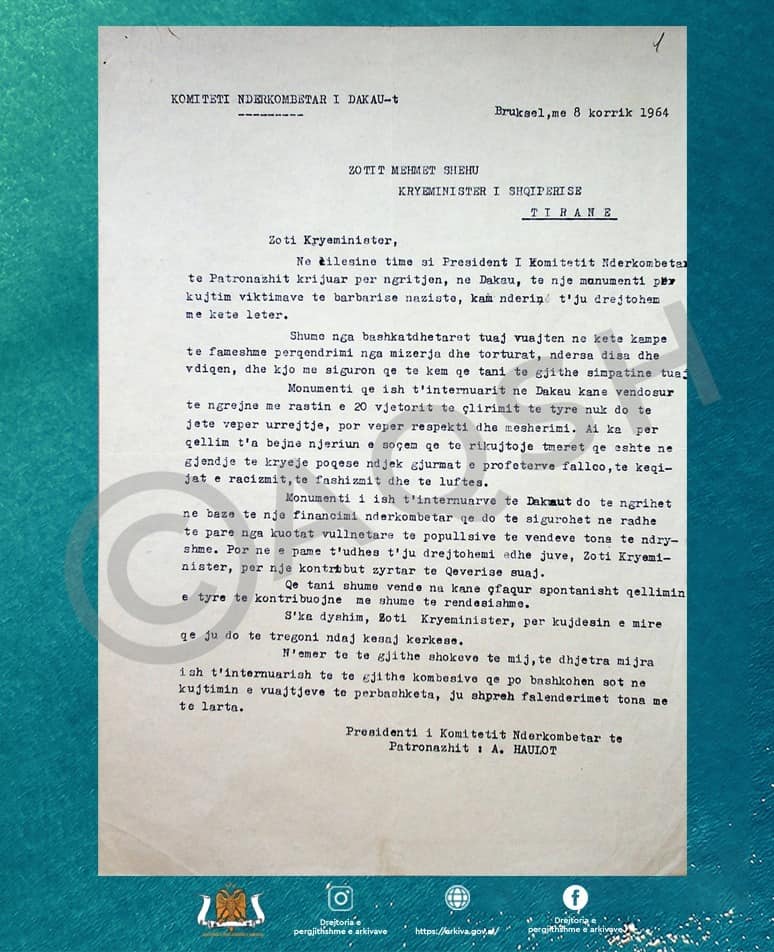 1
KOMITETI NDERKOMBETAR I DAKAU-t
Bruksel,me 8 korrik 1964
ZOTIT MEHMET SHEHU
KRYEMINISTER I SHQIPERISE
T I R A N E
Zoti Kryeminister,
Ne cilesine time si President I Komitetit Nderkombetar
te Patronazhit krijuar per ngritjen, ne Dakau, te nje monumenti per
kujtim viktimave te barbarise naziste, kam nderin t'ju drejtohem
me kete leter.
Shume nga bashkatdhetaret tuaj vuajten ne kete kampe
te fameshme perqendrimi nga mizerja dhe torturat, ndersa disa dhe
vdiqen, dhe kjo me siguron qe te kem qe tani te gjithe simpatine tuaj
Monumenti qe ish t'internuarit ne Dakau kane vendosur
te ngrejne me rastin e 20 vjetorit te çlirimit te tyre nuk do te
jete veper urrejtje, por veper respekti dhe mesherimi. Ai ka per
qellim t'a bejne njeriun e soçem qe te rikujtoje tmeret qe eshte ne
gjendje te kryeje poqese ndjek gjurmat e profeterve fallco,te keqi-
jat e racizmit,te fashizmit dhe te luftes.
Monumenti i ish t'internuarve te Dakaut do te ngrihet
ne baze te nje financimi nderkombetar qe do te sigurohet ne radhe
te pare nga kuotat vullnetare te popullsive te vendeve tona te ndry-
shme. Por ne e pame t'udhes t'ju drejtohemi edhe juve, Zoti Kryemi-
nister, per nje kontribut zyrtar te Qeverise suaj.
Qe tani shume vende na kane çfaqur spontanisht qellimin
e tyre te kontribuojne me shume te rendesishme.
S'ka dyshim, Zoti Kryeminister, per kujdesin e mire
qe ju do te tregoni ndaj kesaj kerkese.
N'emer te te gjithe shokeve te mij,te dhjetra mijra
ish t'internuarish te te gjithe kombesive qe po bashkohen sot ne
kujtimin e vuajtjeve te perbashketa, ju shpreh falenderimet tona me
te larta.
Presidenti i Komitetit Nderkombetar te
Patronazhit : A. HAULOT
© AQSH
Drejtoria e
pergjithshme e arkivave
https://arkiva.gov.al/
Drejtoria e
pergjithshme e arkivave